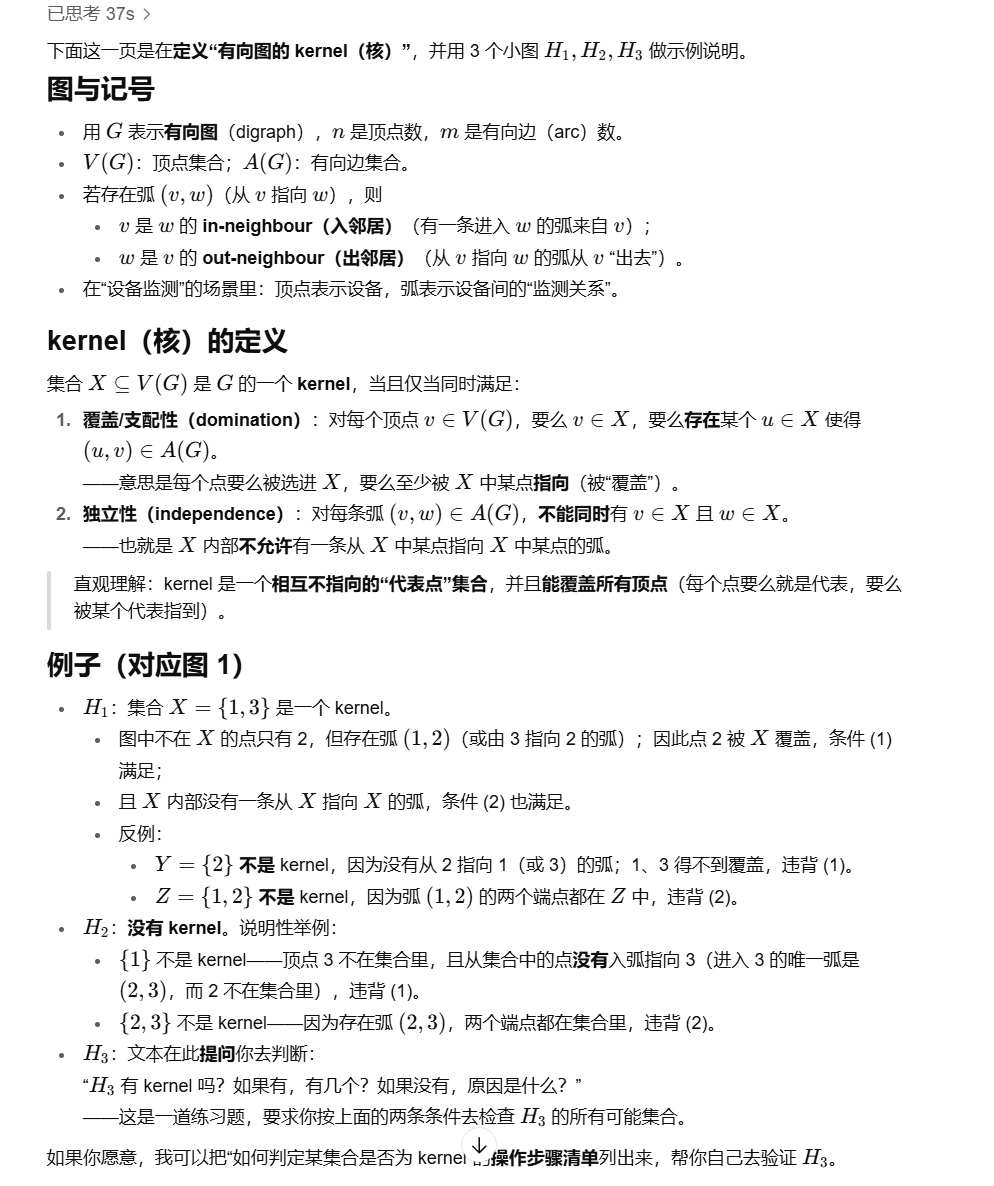 已思考 37s >
下面这一页是在定义“有向图的 kernel（核）”，并用 3 个小图 H₁, H₂, H₃ 做示例说明。
图与记号
• 用 G 表示有向图（digraph），n 是顶点数，m 是有向边（arc）数。
• V(G)：顶点集合；A(G)：有向边集合。
• 若存在弧 (v, w)（从 v 指向 w），则
• v 是 w 的 in-neighbour（入邻居）（有一条进入 w 的弧来自 v）；
• w 是 v 的 out-neighbour（出邻居）（从 v 指向 w 的弧从 v “出去”）。
• 在“设备监测”的场景里：顶点表示设备，弧表示设备间的“监测关系”。
kernel（核）的定义
集合 X ⊆ V(G) 是 G 的一个 kernel，当且仅当同时满足：
1. 覆盖/支配性（domination）：对每个顶点 v ∈ V(G)，要么 v ∈ X，要么存在某个 u ∈ X 使得
(u, v) ∈ A(G)。
——意思是每个点要么被选进 X，要么至少被 X 中某点指向（被“覆盖”）。
2. 独立性（independence）：对每条弧 (v, w) ∈ A(G)，不能同时有 v ∈ X 且 w ∈ X。
——也就是 X 内部不允许有一条从 X 中某点指向 X 中某点的弧。
直观理解：kernel 是一个相互不指向的“代表点”集合，并且能覆盖所有顶点（每个点要么就是代表，要么
被某个代表指到）。
例子（对应图 1）
• H₁：集合 X = {1, 3} 是一个 kernel。
• 图中不在 X 的点只有 2，但存在弧 (1, 2)（或由 3 指向 2 的弧）；因此点 2 被 X 覆盖，条件 (1)
满足；
• 且 X 内部没有一条从 X 指向 X 的弧，条件 (2) 也满足。
• 反例：
• Y = {2} 不是 kernel，因为没有从 2 指向 1（或 3）的弧；1、3 得不到覆盖，违背 (1)。
• Z = {1, 2} 不是 kernel，因为弧 (1, 2) 的两个端点都在 Z 中，违背 (2)。
• H₂：没有 kernel。说明性举例：
• {1} 不是 kernel——顶点 3 不在集合里，且从集合中的点没有入弧指向 3（进入 3 的唯一弧是
(2, 3)，而 2 不在集合里），违背 (1)。
• {2, 3} 不是 kernel——因为存在弧 (2, 3)，两个端点都在集合里，违背 (2)。
• H₃：文本在此提问你去判断：
“H₃ 有 kernel 吗？如果有，有几个？如果没有，原因是什么？”
——这是一道练习题，要求你按上面的两条条件去检查 H₃ 的所有可能集合。
如果你愿意，我可以把“如何判定某集合是否为 kernel 操作步骤清单列出来，帮你自己去验证 H₃。